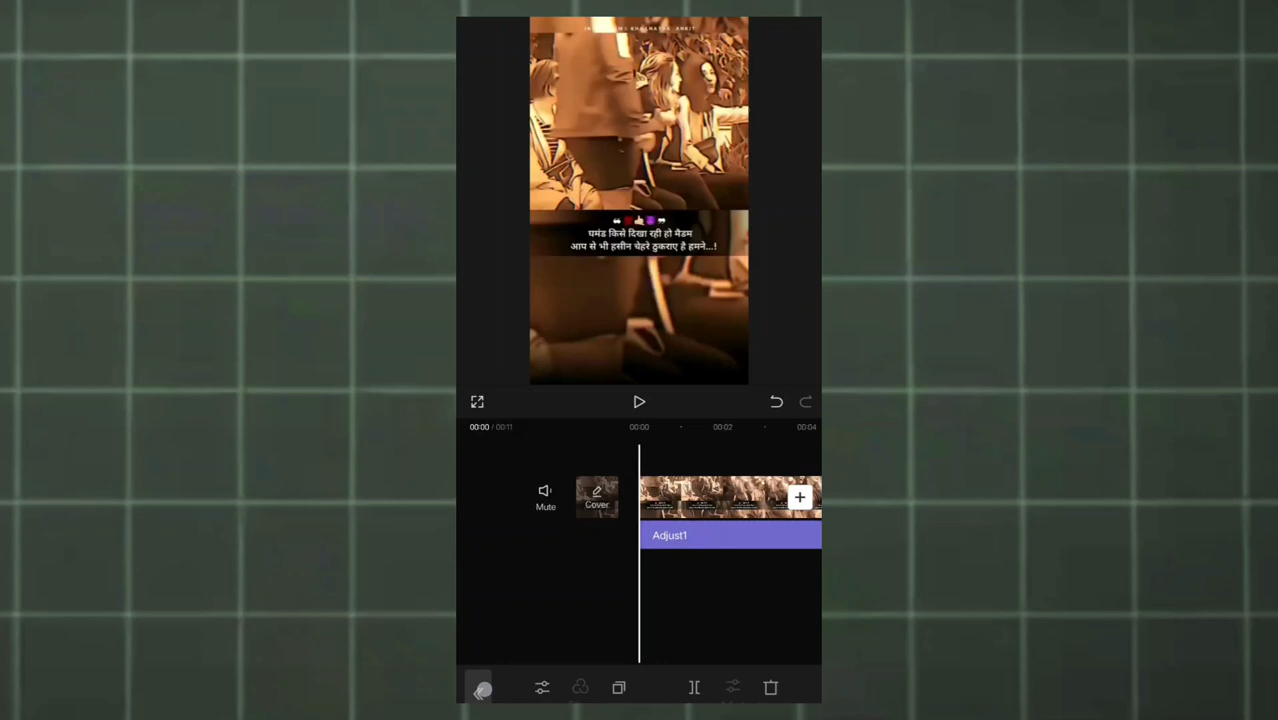 घमंड किसे दिखा रही हो मैडम
आप से भी हसीन चेहरे ठुकराए है हमने...!
00:00 / 00:11
00:00
00:02
00:04
Mute
Cover
Adjust1